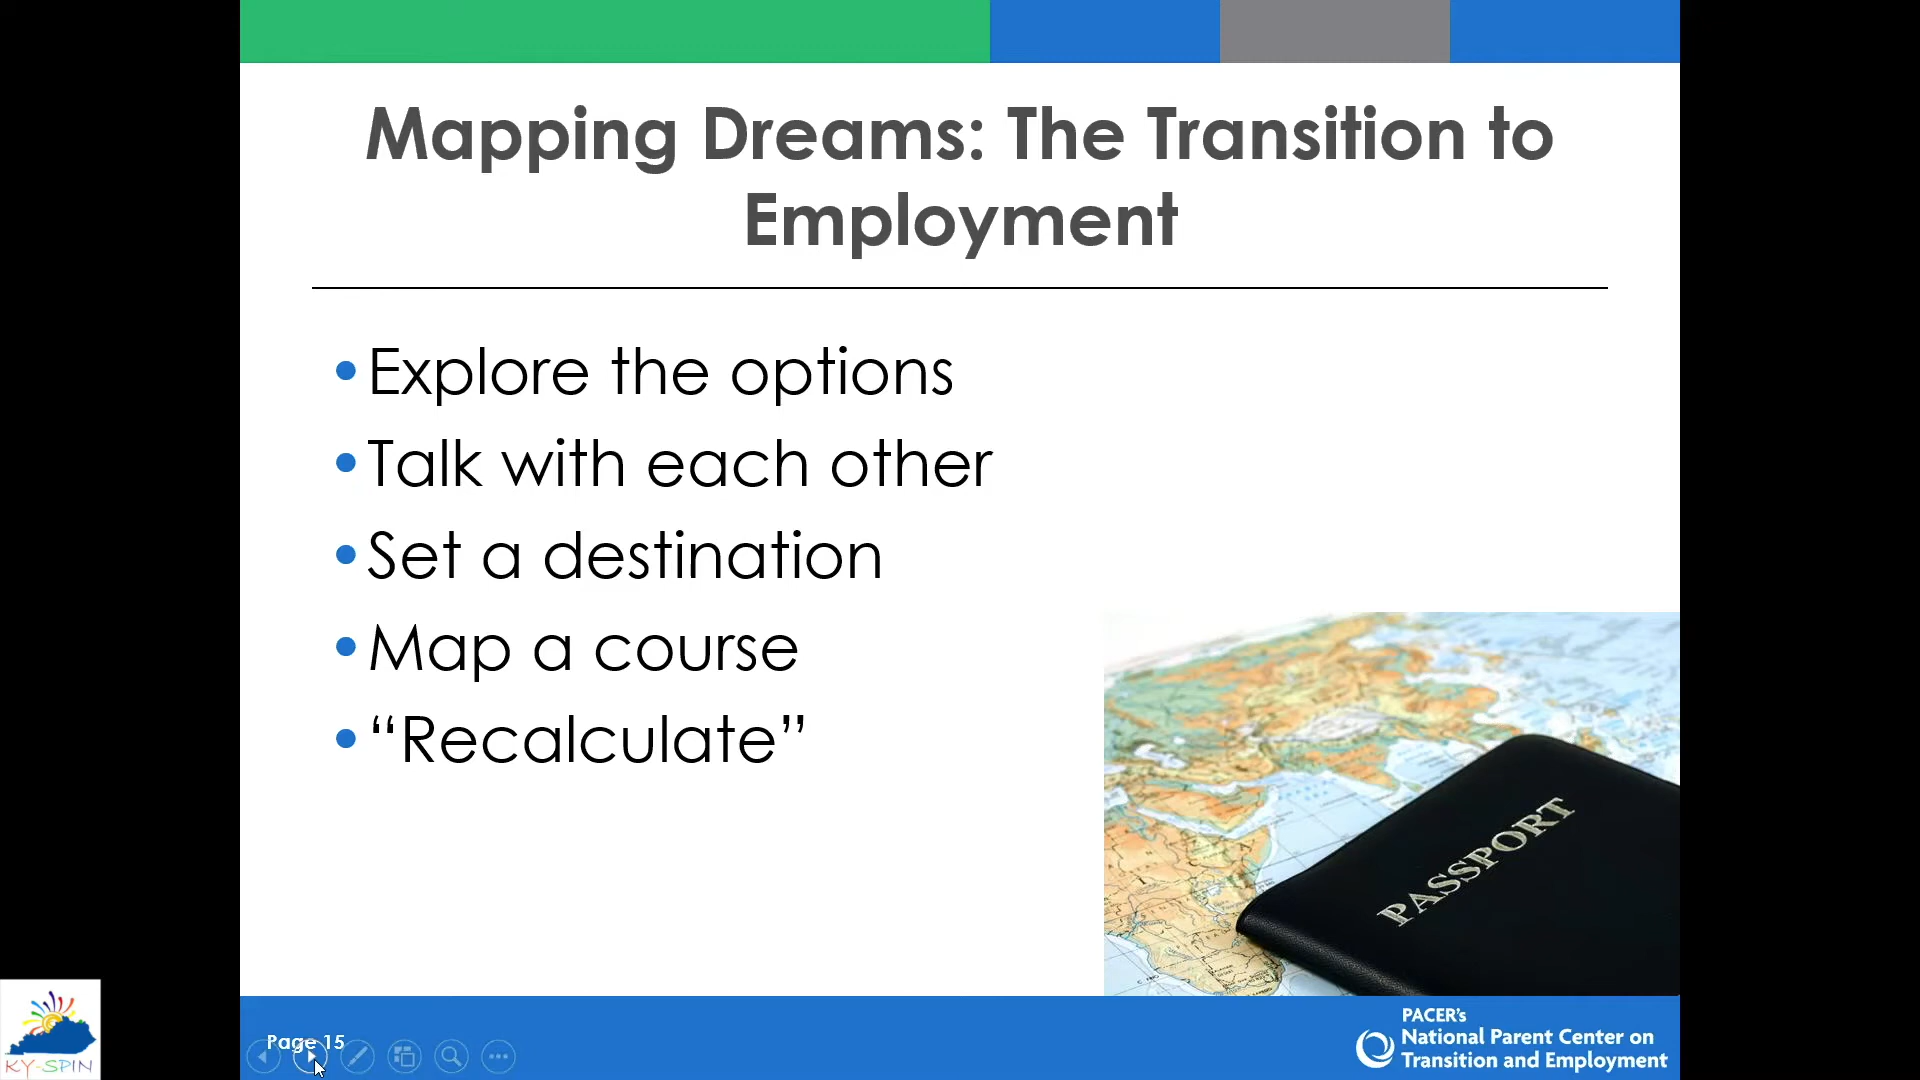 Mapping Dreams: The Transition to
Employment
•Explore the options
•Talk with each other
•Set a destination
•Map a course
•“Recalculate”
PASSPORT
Page 15
PACER’s
National Parent Center on
Transition and Employment
KY-SPIN